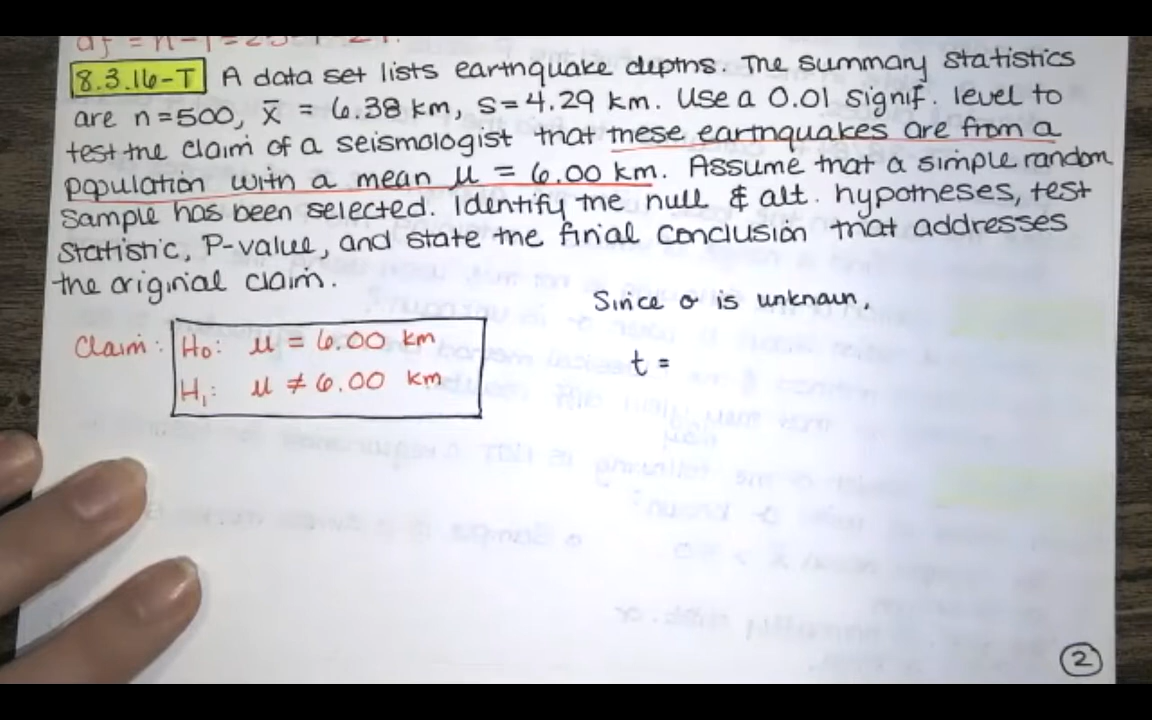 df = n-1 =
8.3.16-T A data set lists earthquake depths. The summary statistics
are n=500, x̄ = 6.38 km, s=4.29 km. Use a 0.01 signif. level to
test the claim of a seismologist that these earthquakes are from a
population with a mean μ = 6.00 km. Assume that a simple random
sample has been selected. Identify the null & alt. hypotheses, test
statistic, P-value, and state the final conclusion that addresses
the original claim.
Since σ is unknown,
Claim: H₀: μ = 6.00 km
t =
H₁: μ ≠ 6.00 km
2